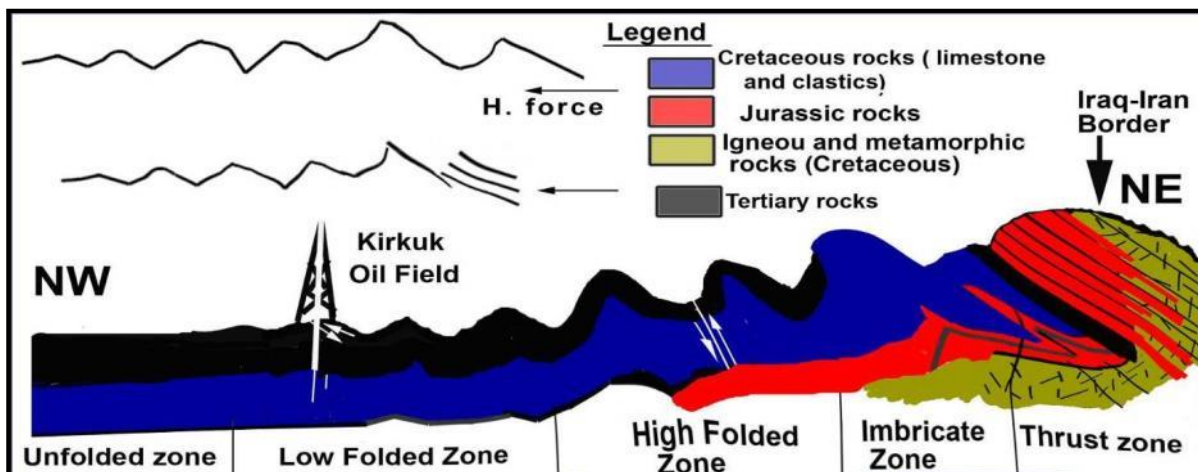 Legend
Cretaceous rocks ( limestone
and clastics)
H. force
Jurassic rocks
Igneou and metamorphic
rocks (Cretaceous)
Tertiary rocks
Iraq-Iran
Border
NE
NW
Kirkuk
Oil Field
Unfolded zone
Low Folded Zone
High Folded
Zone
Imbricate
Zone
Thrust zone